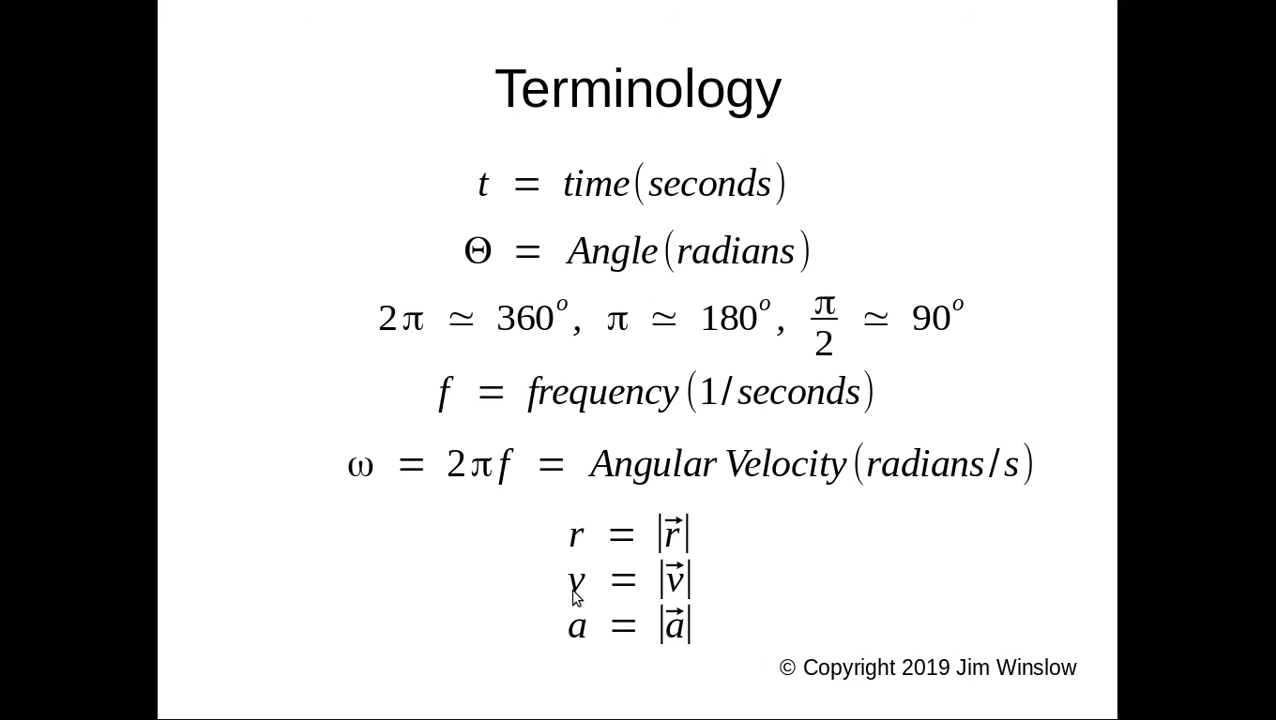 Terminology
t = time(seconds)
Θ = Angle(radians)
2π ≃ 360°, π ≃ 180°, π/2 ≃ 90°
f = frequency(1/seconds)
ω = 2πf = Angular Velocity(radians/s)
r = |r⃗|
v = |v⃗|
a = |a⃗|
© Copyright 2019 Jim Winslow